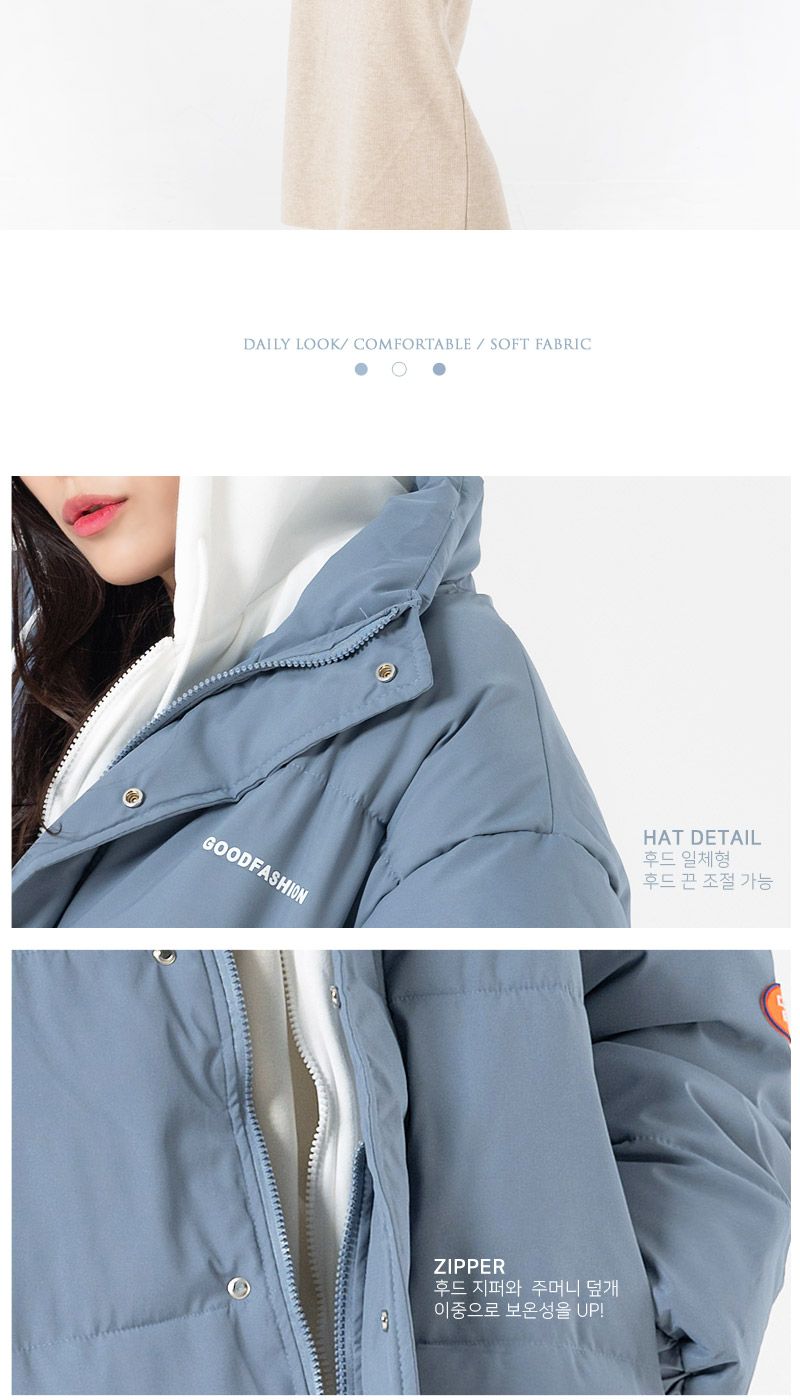 DAILY LOOK/ COMFORTABLE / SOFT FABRIC
GOODFASHION
HAT DETAIL
후드 일체형
후드 끈 조절 가능
ZIPPER
후드 지퍼와 주머니 덮개
이중으로 보온성을 UP!